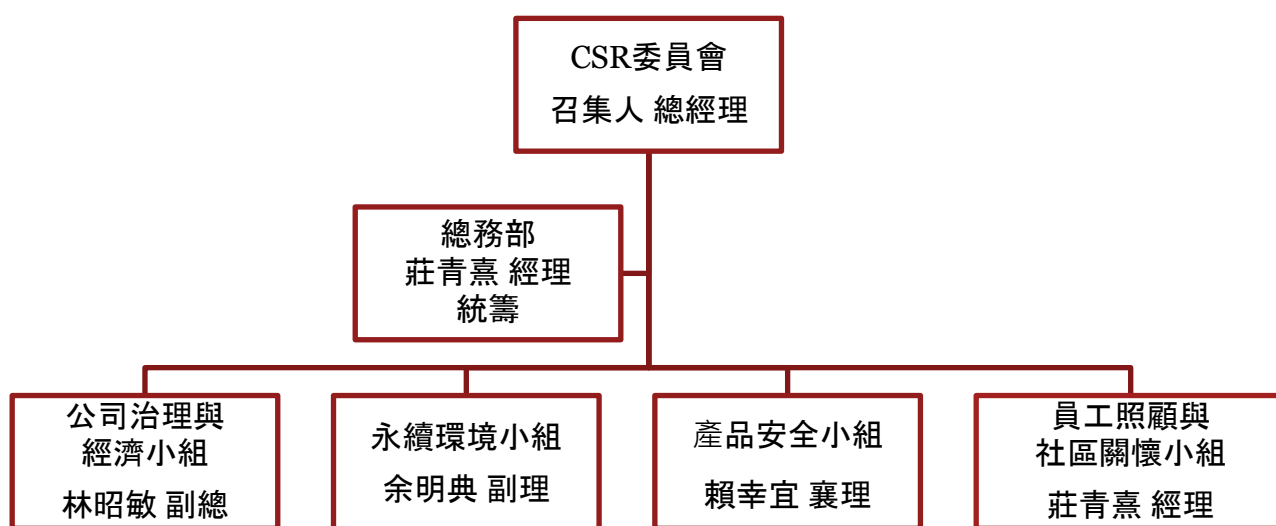 CSR委員會
召集人 總經理
總務部
莊青熹 經理
統籌
公司治理與
經濟小組
林昭敏 副總
永續環境小組
余明典 副理
產品安全小組
賴幸宜 襄理
員工照顧與
社區關懷小組
莊青熹 經理